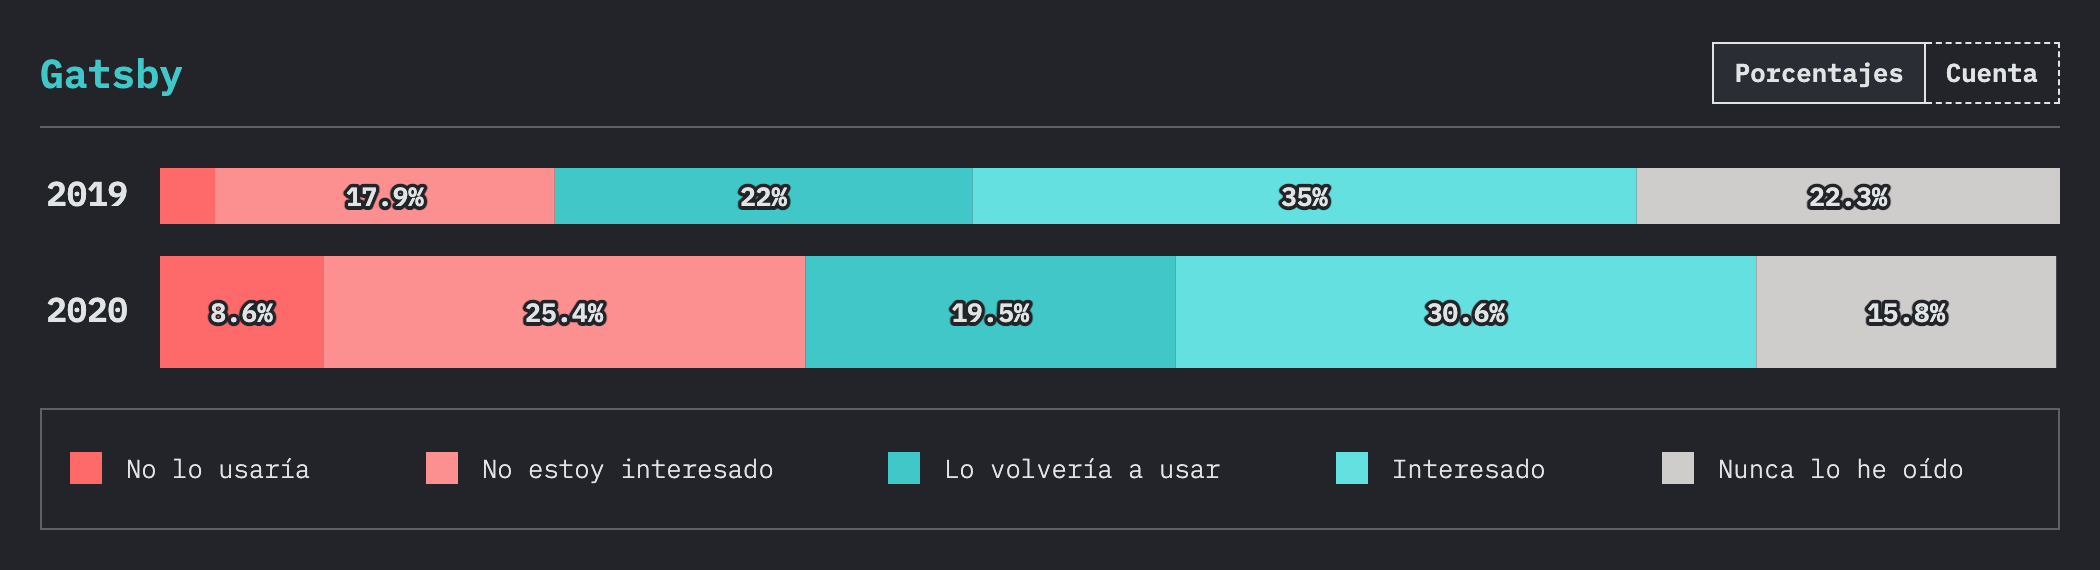 Gatsby
Porcentajes Cuenta
2019 17.9% 22% 35% 22.3%
2020 8.6% 25.4% 19.5% 30.6% 15.8%
No lo usaría No estoy interesado Lo volvería a usar Interesado Nunca lo he oído